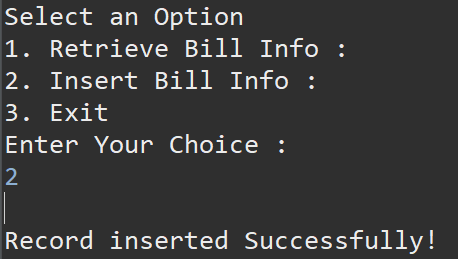 Select an Option
1. Retrieve Bill Info :
2. Insert Bill Info :
3. Exit
Enter Your Choice :
2
Record inserted Successfully!